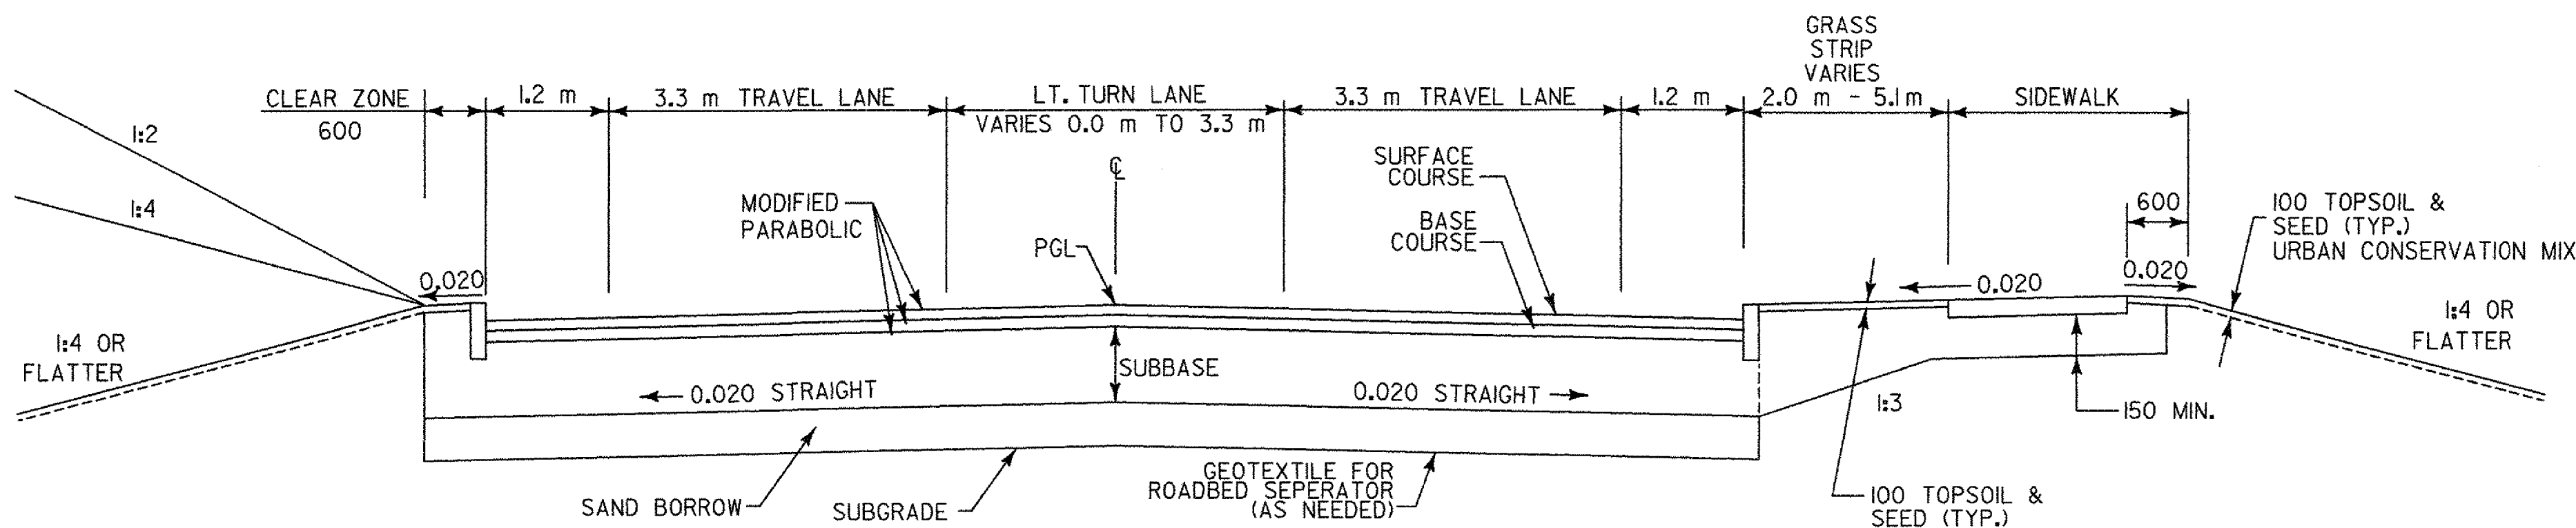 GRASS
STRIP
VARIES
2.0 m - 5.1m
CLEAR ZONE
600
1.2 m
3.3 m TRAVEL LANE
LT. TURN LANE
VARIES 0.0 m TO 3.3 m
3.3 m TRAVEL LANE
1.2 m
SIDEWALK
1:2
1:4
℄
SURFACE
COURSE
MODIFIED
PARABOLIC
BASE
COURSE
PGL
600
100 TOPSOIL &
SEED (TYP.)
URBAN CONSERVATION MIX
0.020
0.020
0.020
1:4 OR
FLATTER
1:4 OR
FLATTER
SUBBASE
0.020 STRAIGHT
0.020 STRAIGHT
1:3
150 MIN.
SAND BORROW
SUBGRADE
GEOTEXTILE FOR
ROADBED SEPERATOR
(AS NEEDED)
100 TOPSOIL &
SEED (TYP.)